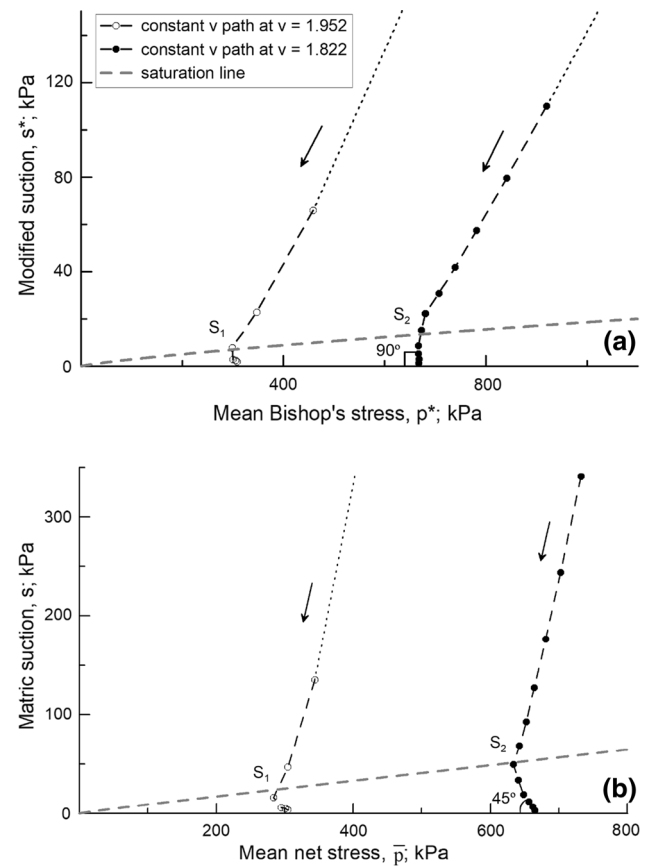 constant v path at v = 1.952
constant v path at v = 1.822
saturation line
120
80
40
0
Modified suction, s*; kPa
S1
S2
90º
(a)
400
800
Mean Bishop's stress, p*; kPa
300
200
100
0
Matric suction, s; kPa
S1
S2
45º
(b)
200
400
600
800
Mean net stress, p̅; kPa